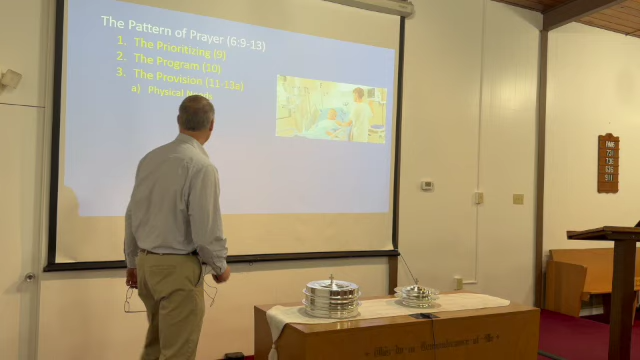 The Pattern of Prayer (6:9-13)
1. The Prioritizing (9)
2. The Program (10)
3. The Provision (11-13a)
a) Physical Needs
in Remembrance of Me